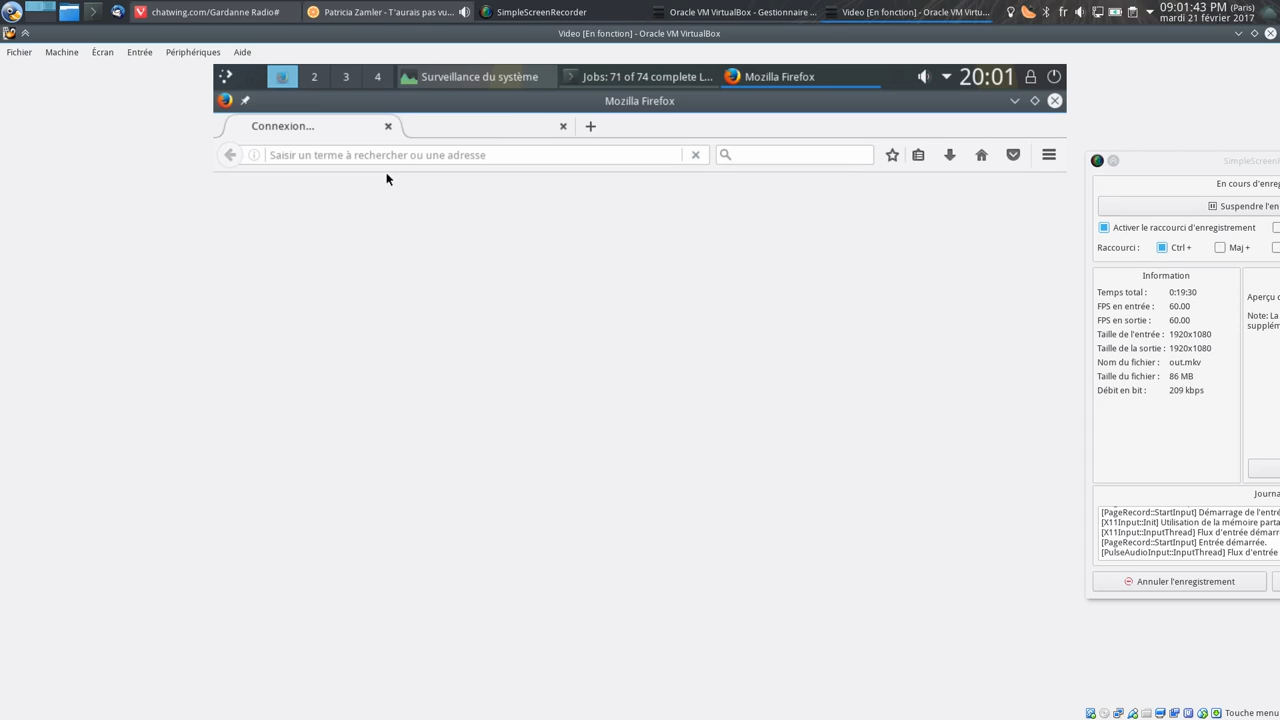 chatwing.com/Gardanne Radio#
Patricia Zamler - T'aurais pas vu...
SimpleScreenRecorder
Oracle VM VirtualBox - Gestionnaire ...
Video [En fonction] - Oracle VM Virtu...
fr
09:01:43 PM (Paris)
mardi 21 février 2017
Video [En fonction] - Oracle VM VirtualBox
Fichier
Machine
Écran
Entrée
Périphériques
Aide
2
3
4
Surveillance du système
Jobs: 71 of 74 complete L...
Mozilla Firefox
20:01
Mozilla Firefox
Connexion...
Saisir un terme à rechercher ou une adresse
SimpleScreenR
En cours d'enreg
Suspendre l'en
Activer le raccourci d'enregistrement
Raccourci :
Ctrl +
Maj +
Information
Temps total : 0:19:30
FPS en entrée : 60.00
FPS en sortie : 60.00
Taille de l'entrée : 1920x1080
Taille de la sortie : 1920x1080
Nom du fichier : out.mkv
Taille du fichier : 86 MB
Débit en bit : 209 kbps
Aperçu d
Note: La
supplém
Journa
[PageRecord::StartInput] Démarrage de l'entré
[X11Input::Init] Utilisation de la mémoire parta
[X11Input::InputThread] Flux d'entrée démarr
[PageRecord::StartInput] Entrée démarrée.
[PulseAudioInput::InputThread] Flux d'entrée
Annuler l'enregistrement
Touche menu